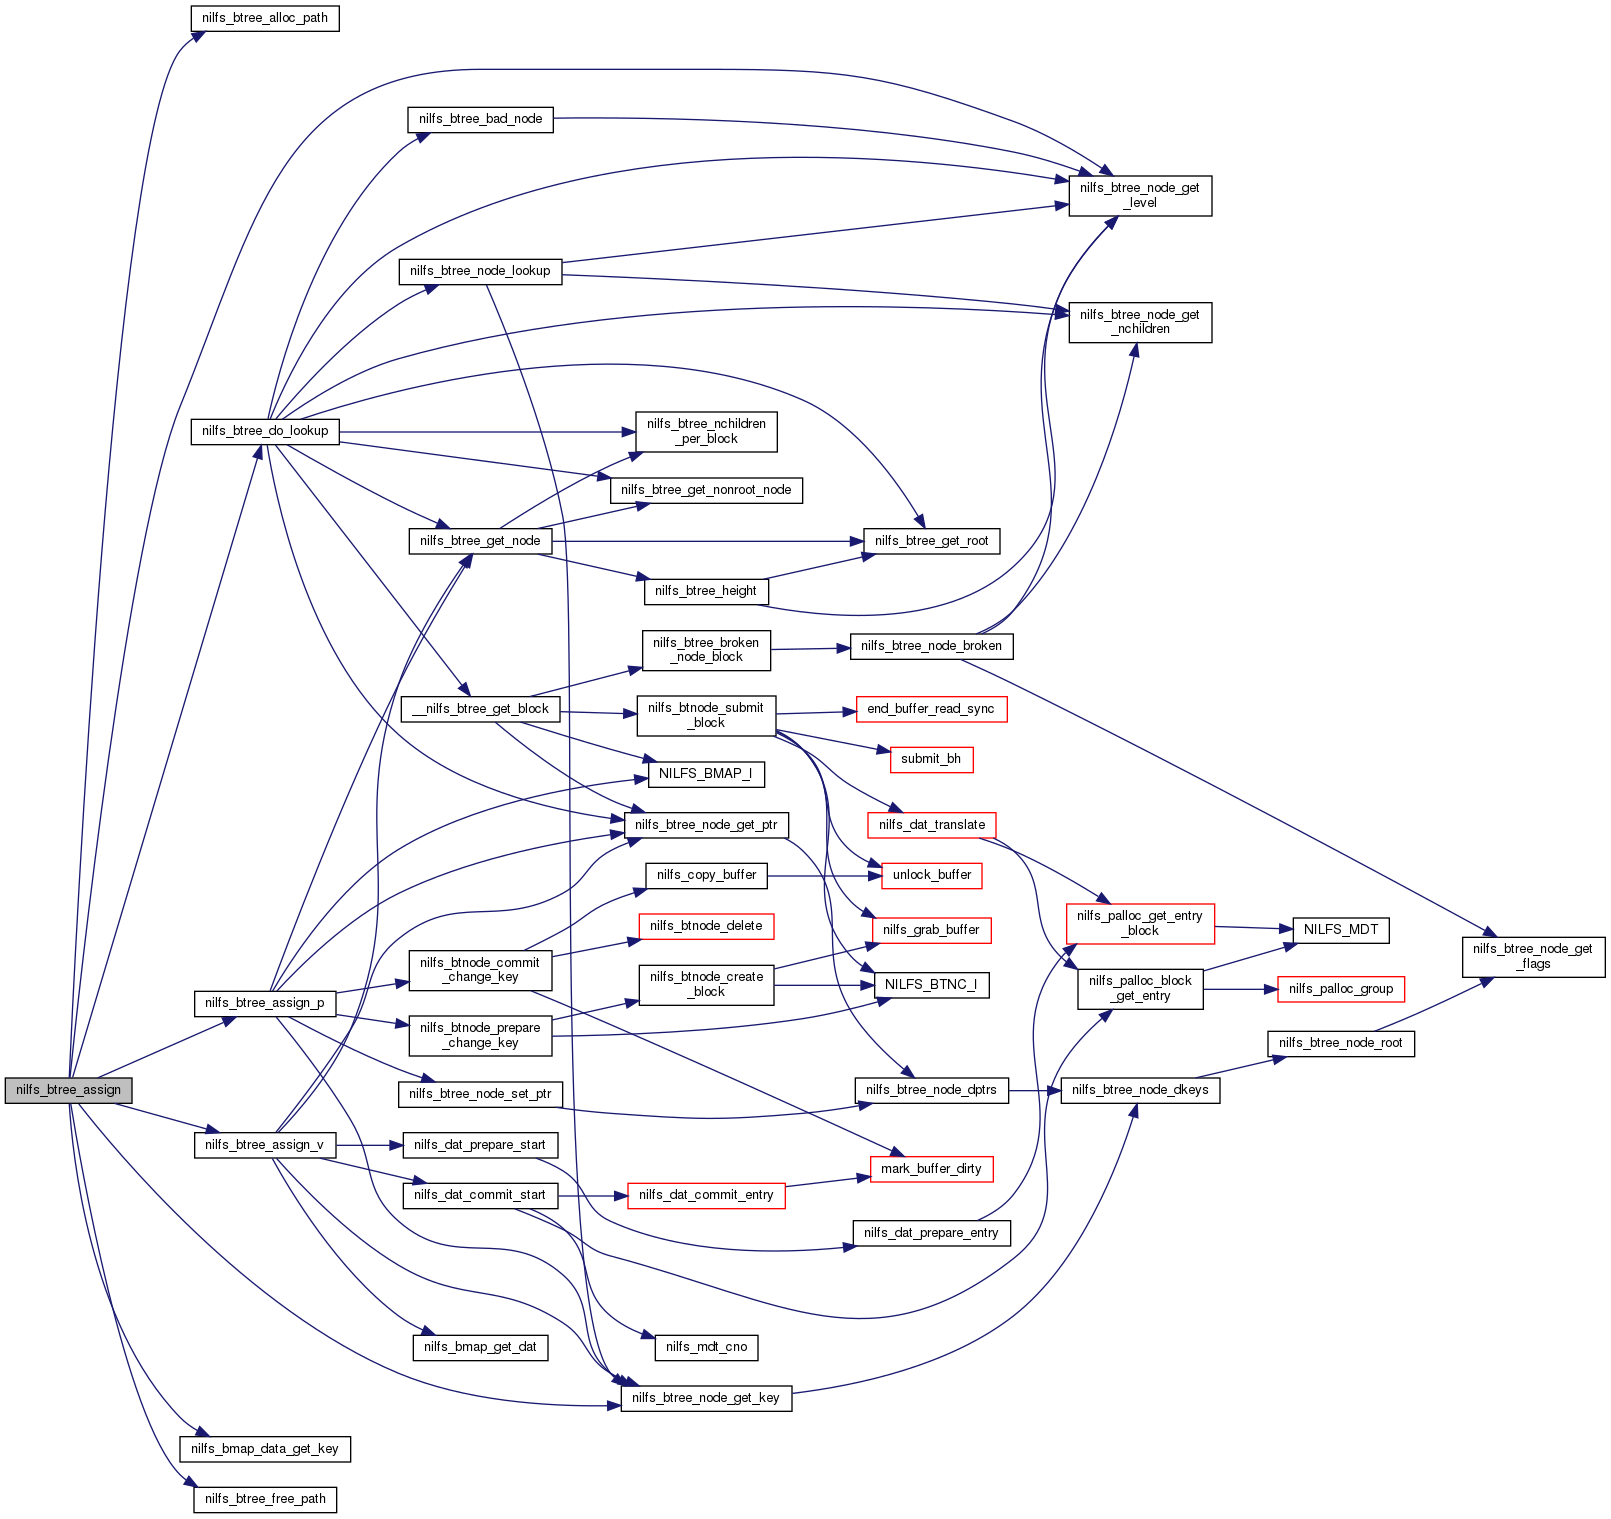 nilfs_btree_alloc_path
nilfs_btree_bad_node
nilfs_btree_node_get
_level
nilfs_btree_node_lookup
nilfs_btree_node_get
_nchildren
nilfs_btree_do_lookup
nilfs_btree_nchildren
_per_block
nilfs_btree_get_nonroot_node
nilfs_btree_get_node
nilfs_btree_get_root
nilfs_btree_height
nilfs_btree_broken
_node_block
nilfs_btree_node_broken
__nilfs_btree_get_block
nilfs_btnode_submit
_block
end_buffer_read_sync
submit_bh
NILFS_BMAP_I
nilfs_btree_node_get_ptr
nilfs_dat_translate
nilfs_copy_buffer
unlock_buffer
nilfs_btnode_delete
nilfs_grab_buffer
nilfs_palloc_get_entry
_block
NILFS_MDT
nilfs_btree_node_get
_flags
nilfs_btnode_commit
_change_key
nilfs_btnode_create
_block
NILFS_BTNC_I
nilfs_palloc_block
_get_entry
nilfs_palloc_group
nilfs_btree_assign_p
nilfs_btnode_prepare
_change_key
nilfs_btree_node_root
nilfs_btree_assign
nilfs_btree_node_set_ptr
nilfs_btree_node_dptrs
nilfs_btree_node_dkeys
nilfs_btree_assign_v
nilfs_dat_prepare_start
mark_buffer_dirty
nilfs_dat_commit_start
nilfs_dat_commit_entry
nilfs_dat_prepare_entry
nilfs_bmap_get_dat
nilfs_mdt_cno
nilfs_btree_node_get_key
nilfs_bmap_data_get_key
nilfs_btree_free_path